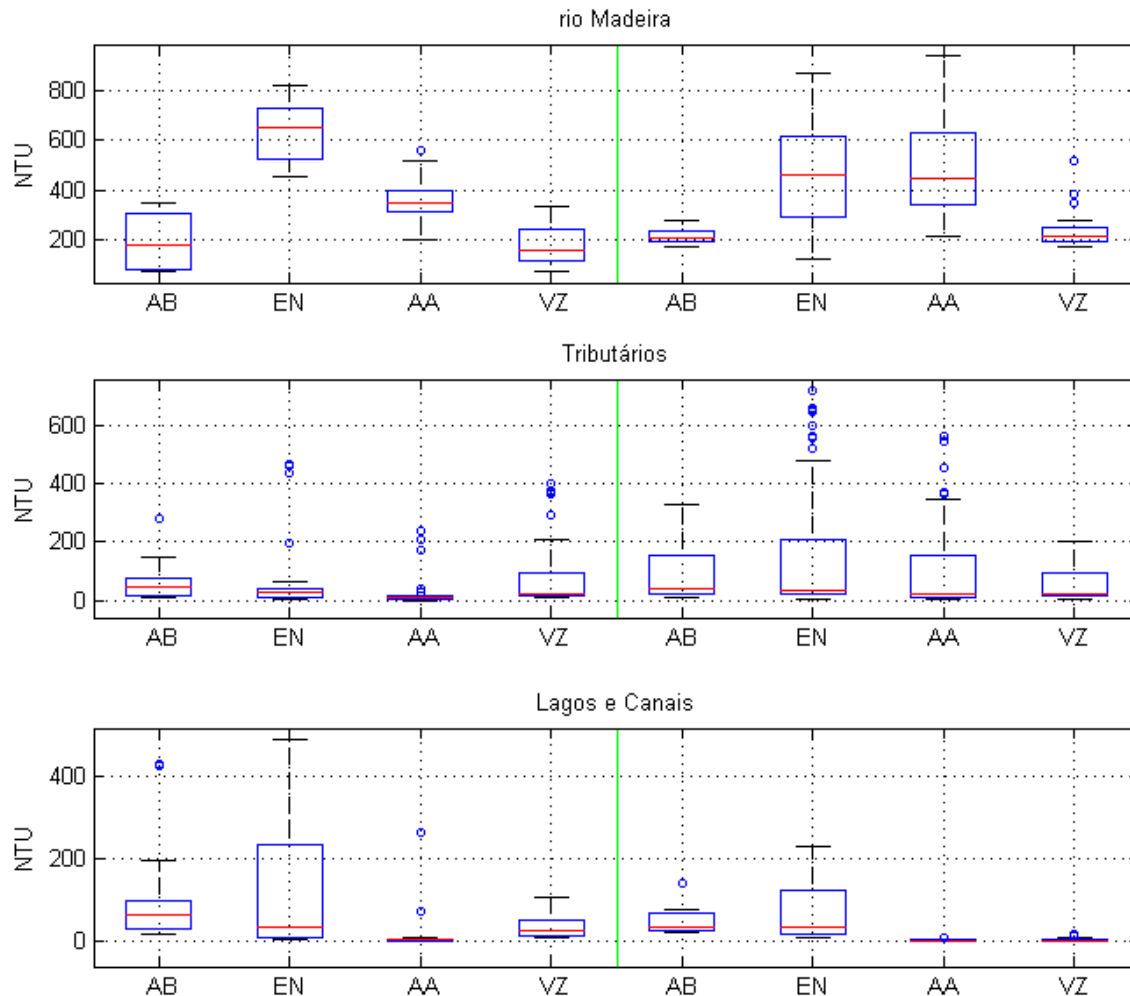 rio Madeira
800
600
400
200
NTU
AB EN AA VZ AB EN AA VZ
Tributários
600
400
200
0
NTU
AB EN AA VZ AB EN AA VZ
Lagos e Canais
400
200
0
NTU
AB EN AA VZ AB EN AA VZ